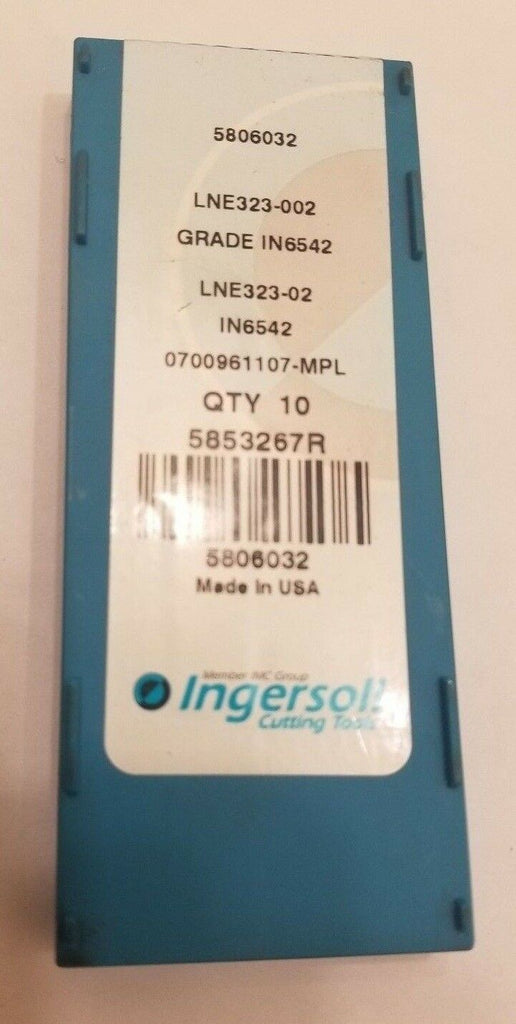 5806032
LNE323-002
GRADE IN6542
LNE323-02
IN6542
0700961107-MPL
QTY 10
5853267R
5806032
Made In USA
Member IMC Group
Ingersoll
Cutting Tools